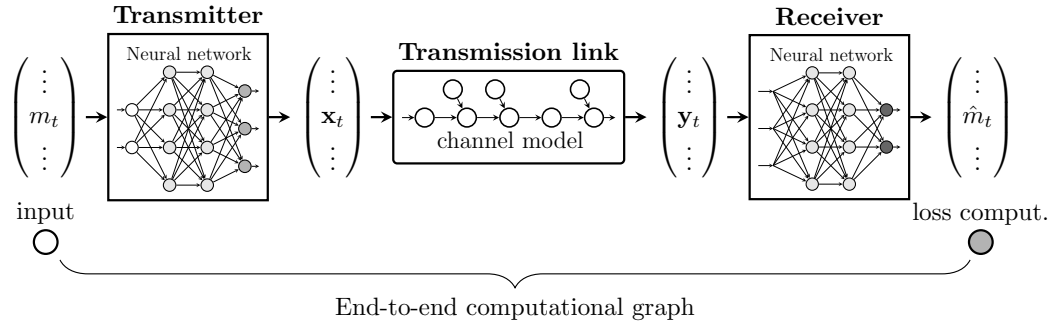 Transmitter
Receiver
Transmission link
Neural network
Neural network
⋮ ⋮ ⋮ ⋮
m_t
𝐱_t
channel model
𝐲_t
m̂_t
⋮ ⋮ ⋮ ⋮
input
loss comput.
End-to-end computational graph